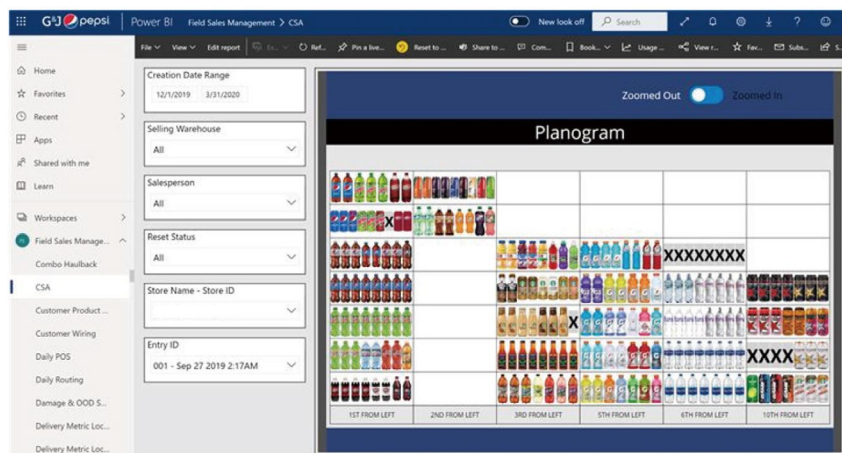 G&J pepsi Power BI Field Sales Management > CSA New look off Search
File View Edit report Ex... Ref... Pin a live... Reset to ... Share to ... Com... Book... Usage ... View r... Fav... Subs... S...
Home
Favorites
Recent
Apps
Shared with me
Learn
Workspaces
Field Sales Manage...
Combo Haulback
CSA
Customer Product ...
Customer Wiring
Daily POS
Daily Routing
Damage & OOD S...
Delivery Metric Loc...
Delivery Metric Loc...
Creation Date Range
12/1/2019 3/31/2020
Selling Warehouse
All
Salesperson
All
Reset Status
All
Store Name - Store ID
Entry ID
001 - Sep 27 2019 2:17AM
Zoomed Out Zoomed In
Planogram
X
XXXXXXXX
X
XXXX
1ST FROM LEFT 2ND FROM LEFT 3RD FROM LEFT 5TH FROM LEFT 6TH FROM LEFT 10TH FROM LEFT